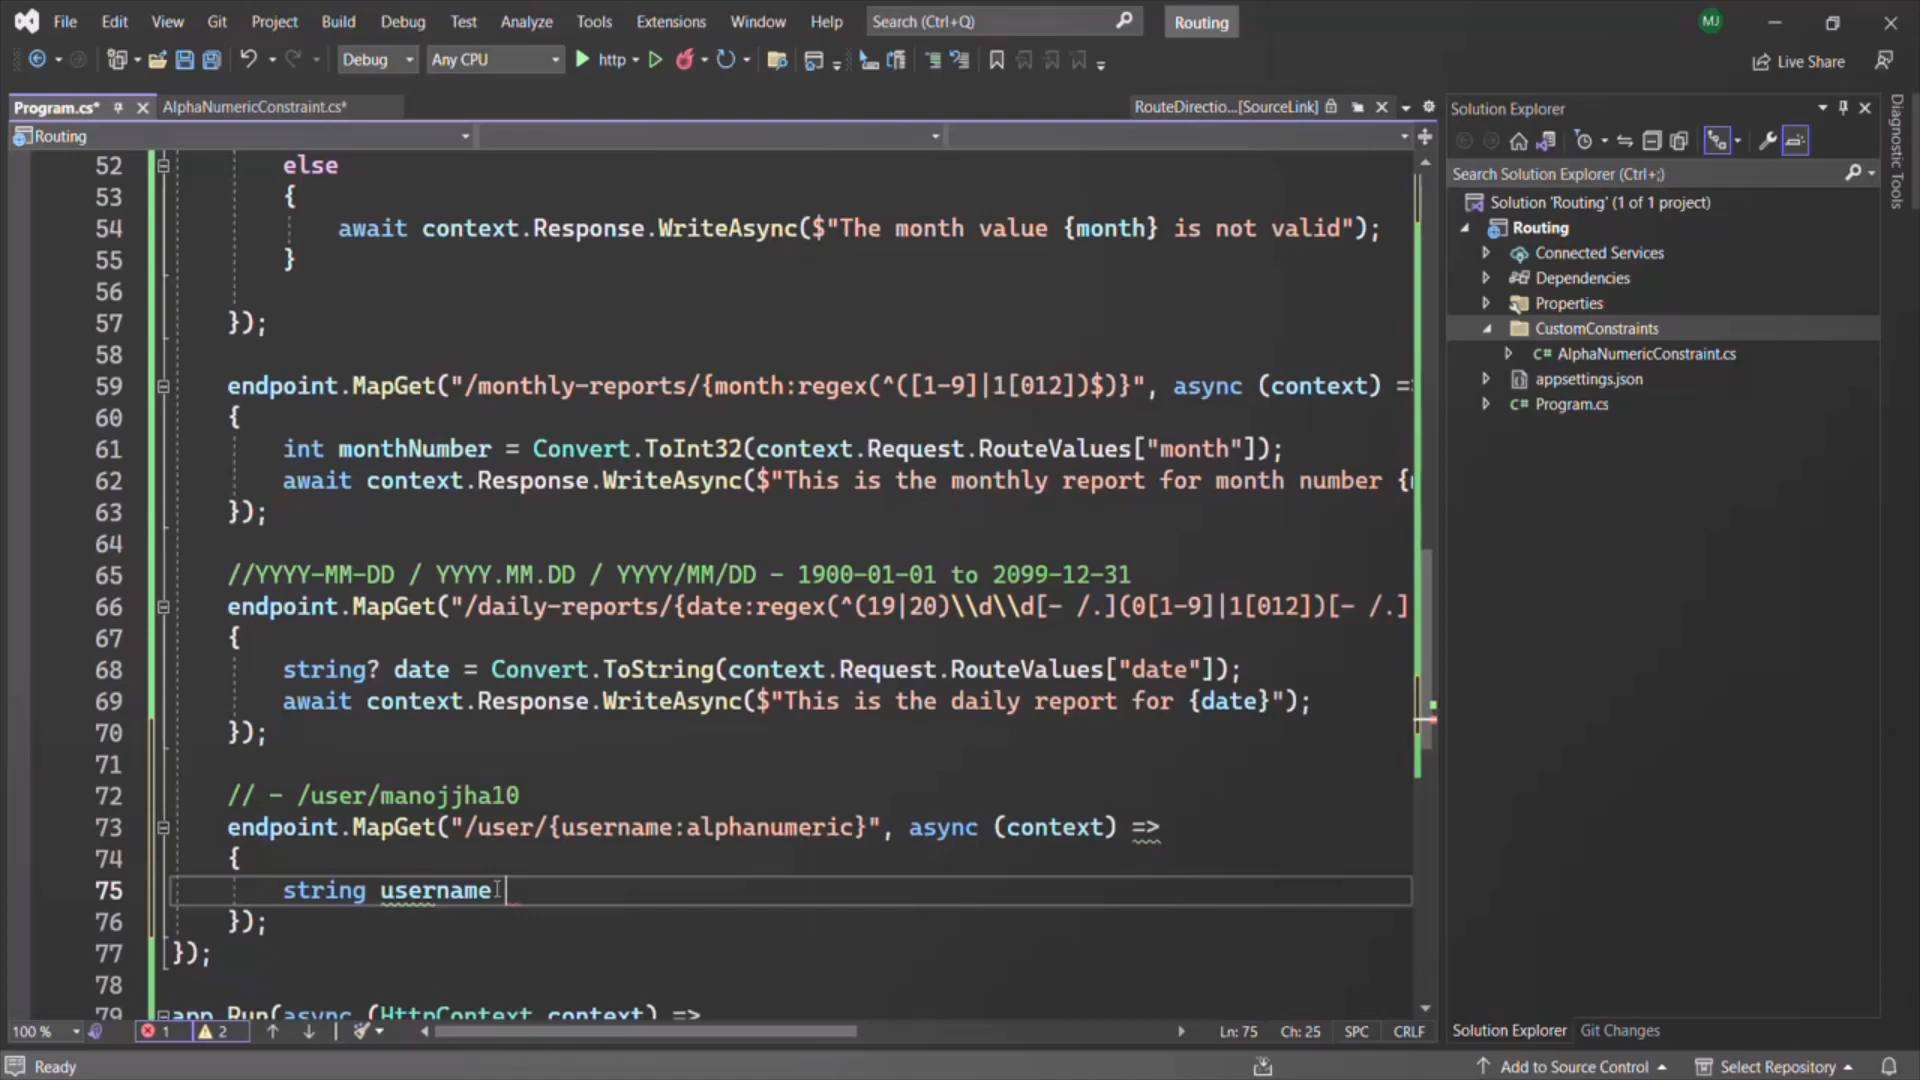 File Edit View Git Project Build Debug Test Analyze Tools Extensions Window Help Search (Ctrl+Q) Routing MJ
Debug Any CPU http Live Share
Program.cs* AlphaNumericConstraint.cs* RouteDirectio...[SourceLink]
Routing
52 else
53 {
54 await context.Response.WriteAsync($"The month value {month} is not valid");
55 }
56
57 });
58
59 endpoint.MapGet("/monthly-reports/{month:regex(^([1-9]|1[012])$)}", async (context) =
60 {
61 int monthNumber = Convert.ToInt32(context.Request.RouteValues["month"]);
62 await context.Response.WriteAsync($"This is the monthly report for month number {
63 });
64
65 //YYYY-MM-DD / YYYY.MM.DD / YYYY/MM/DD - 1900-01-01 to 2099-12-31
66 endpoint.MapGet("/daily-reports/{date:regex(^(19|20)\\d\\d[- /.](0[1-9]|1[012])[- /.]
67 {
68 string? date = Convert.ToString(context.Request.RouteValues["date"]);
69 await context.Response.WriteAsync($"This is the daily report for {date}");
70 });
71
72 // - /user/manojjha10
73 endpoint.MapGet("/user/{username:alphanumeric}", async (context) =>
74 {
75 string username
76 });
77 });
78
79 app.Run(async (HttpContext context) =>
100 % 1 2 Ln: 75 Ch: 25 SPC CRLF
Solution Explorer
Search Solution Explorer (Ctrl+;)
Solution 'Routing' (1 of 1 project)
Routing
Connected Services
Dependencies
Properties
CustomConstraints
C# AlphaNumericConstraint.cs
appsettings.json
C# Program.cs
Solution Explorer Git Changes
Diagnostic Tools
Ready Add to Source Control Select Repository